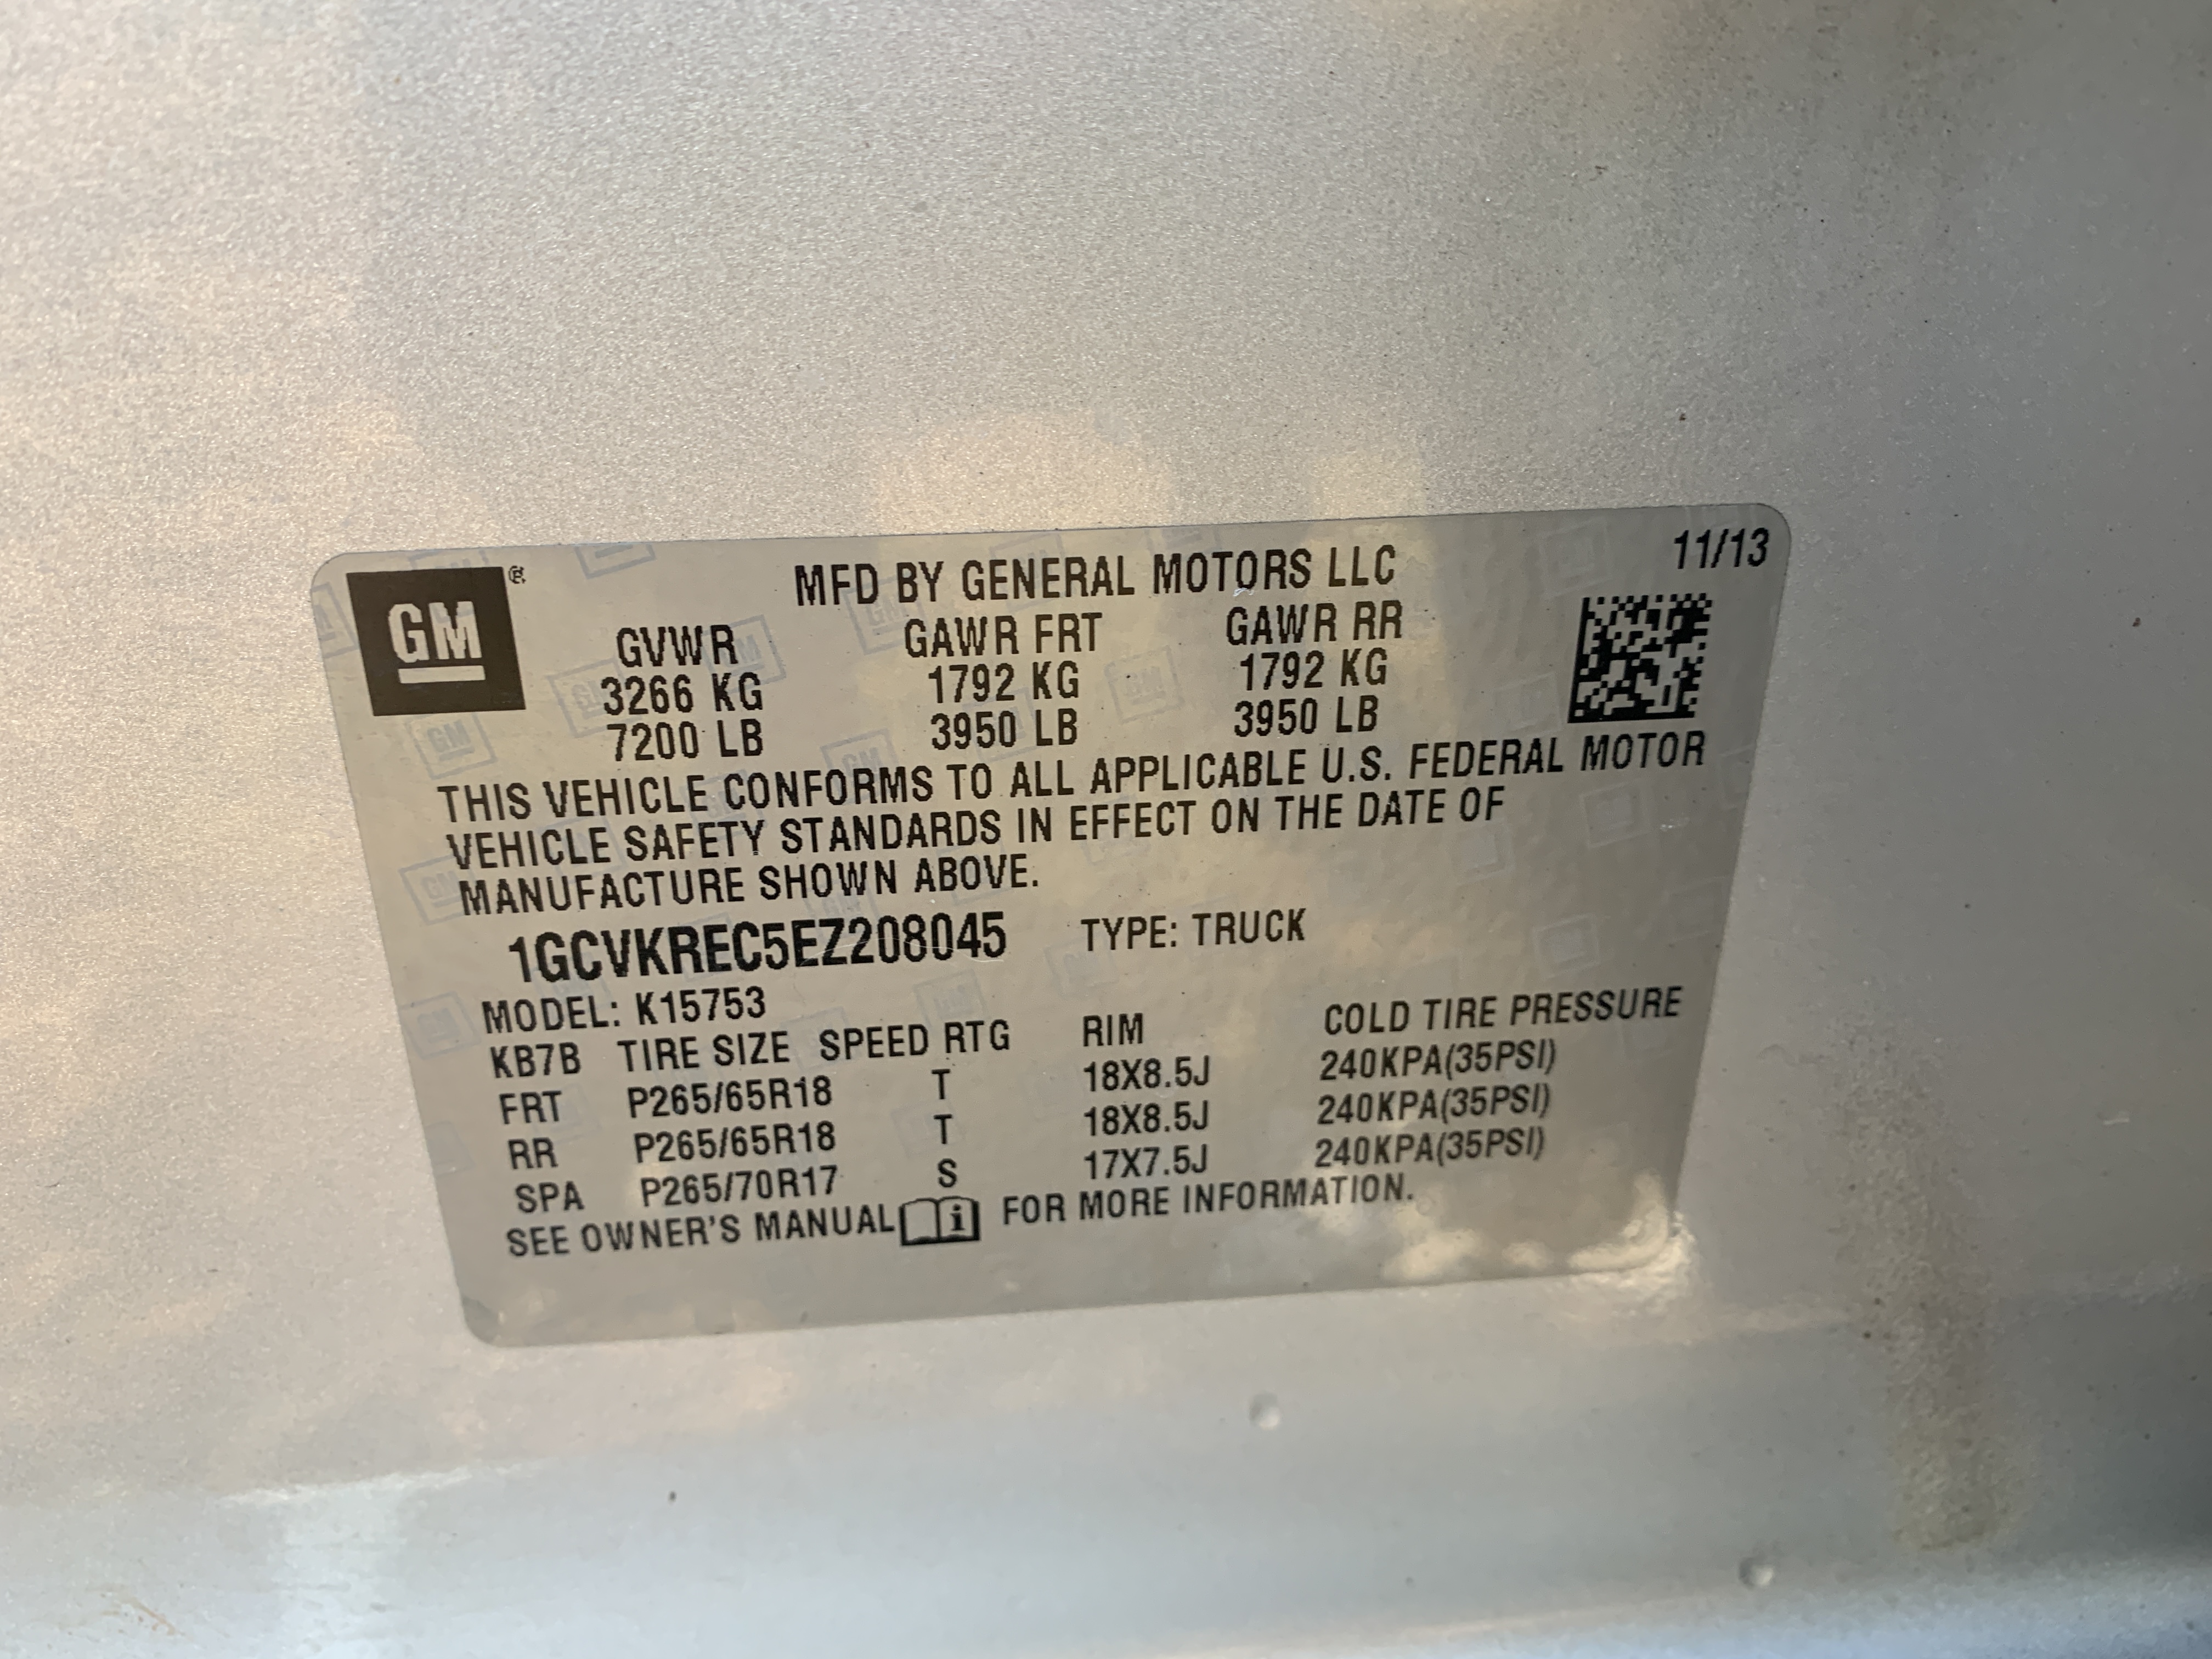 GM ®
MFD BY GENERAL MOTORS LLC 11/13
GVWR GAWR FRT GAWR RR
3266 KG 1792 KG 1792 KG
7200 LB 3950 LB 3950 LB
THIS VEHICLE CONFORMS TO ALL APPLICABLE U.S. FEDERAL MOTOR
VEHICLE SAFETY STANDARDS IN EFFECT ON THE DATE OF
MANUFACTURE SHOWN ABOVE.
1GCVKREC5EZ208045 TYPE: TRUCK
MODEL: K15753
KB7B TIRE SIZE SPEED RTG RIM COLD TIRE PRESSURE
FRT P265/65R18 T 18X8.5J 240KPA(35PSI)
RR P265/65R18 T 18X8.5J 240KPA(35PSI)
SPA P265/70R17 S 17X7.5J 240KPA(35PSI)
SEE OWNER'S MANUAL i FOR MORE INFORMATION.